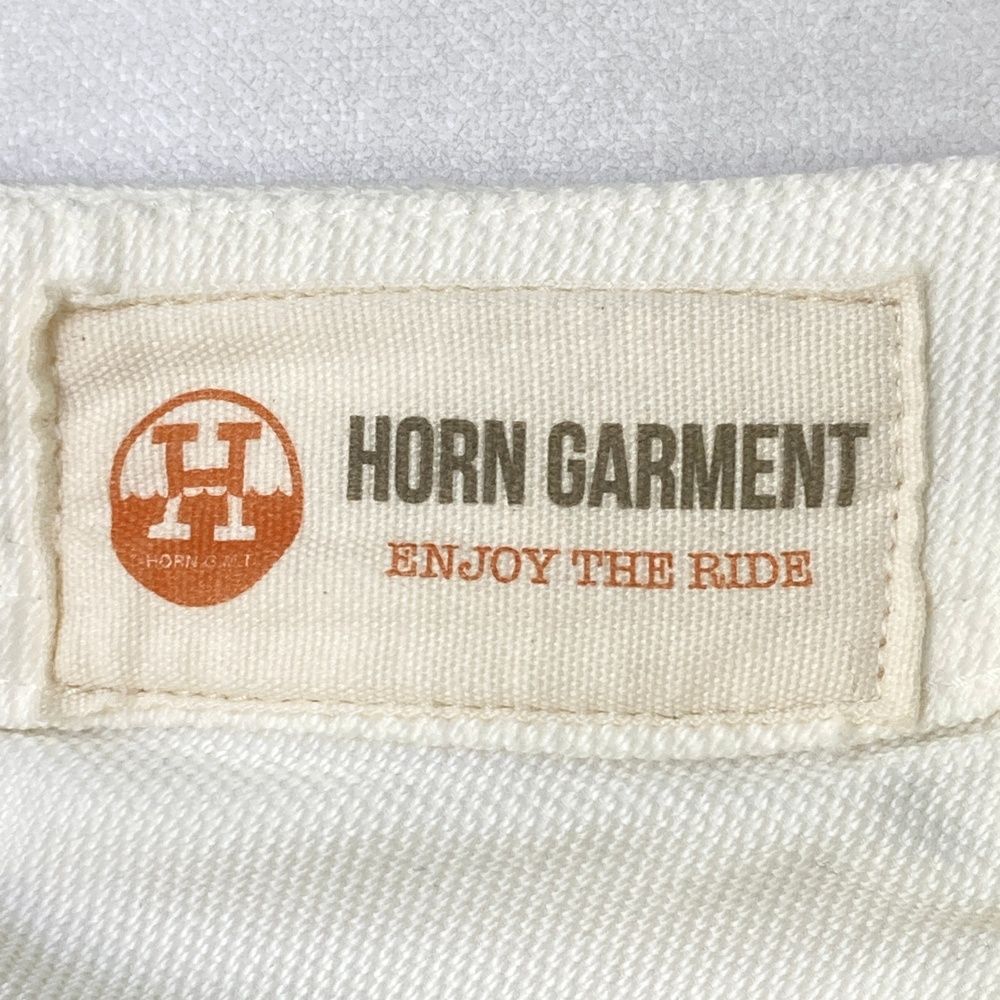 H
HORN G.M.T
HORN GARMENT
ENJOY THE RIDE